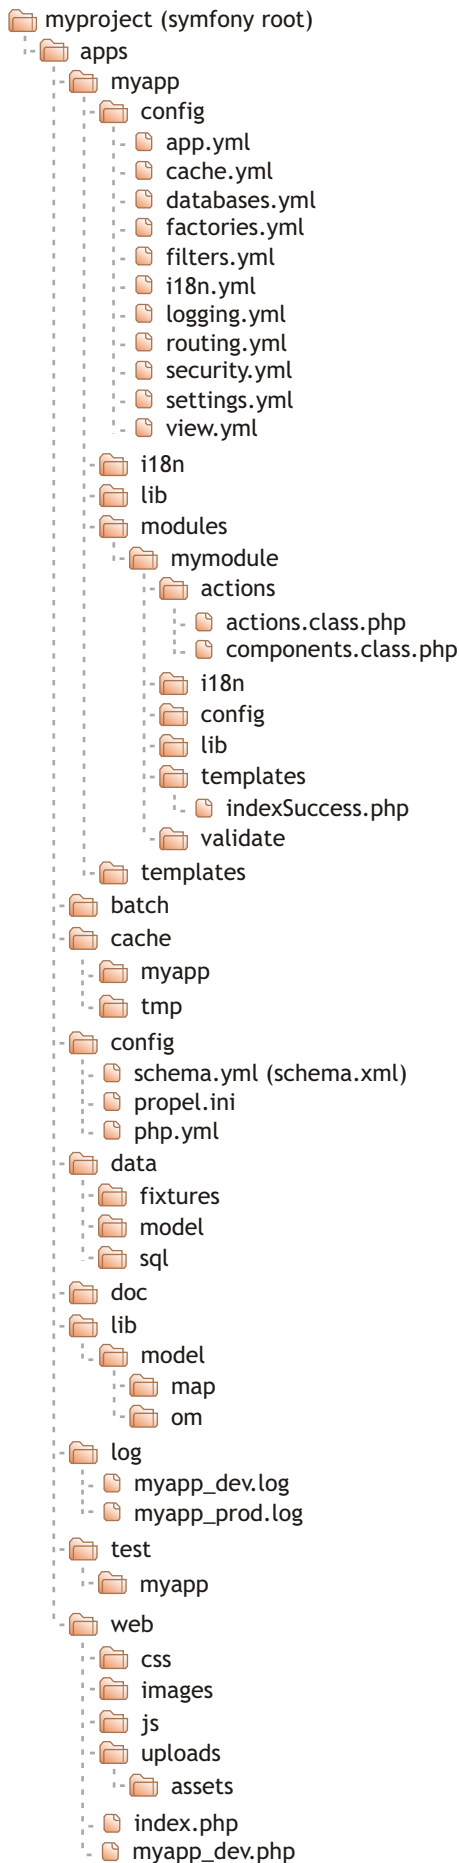 myproject (symfony root)
apps
myapp
config
app.yml
cache.yml
databases.yml
factories.yml
filters.yml
i18n.yml
logging.yml
routing.yml
security.yml
settings.yml
view.yml
i18n
lib
modules
mymodule
actions
actions.class.php
components.class.php
i18n
config
lib
templates
indexSuccess.php
validate
templates
batch
cache
myapp
tmp
config
schema.yml (schema.xml)
propel.ini
php.yml
data
fixtures
model
sql
doc
lib
model
map
om
log
myapp_dev.log
myapp_prod.log
test
myapp
web
css
images
js
uploads
assets
index.php
myapp_dev.php